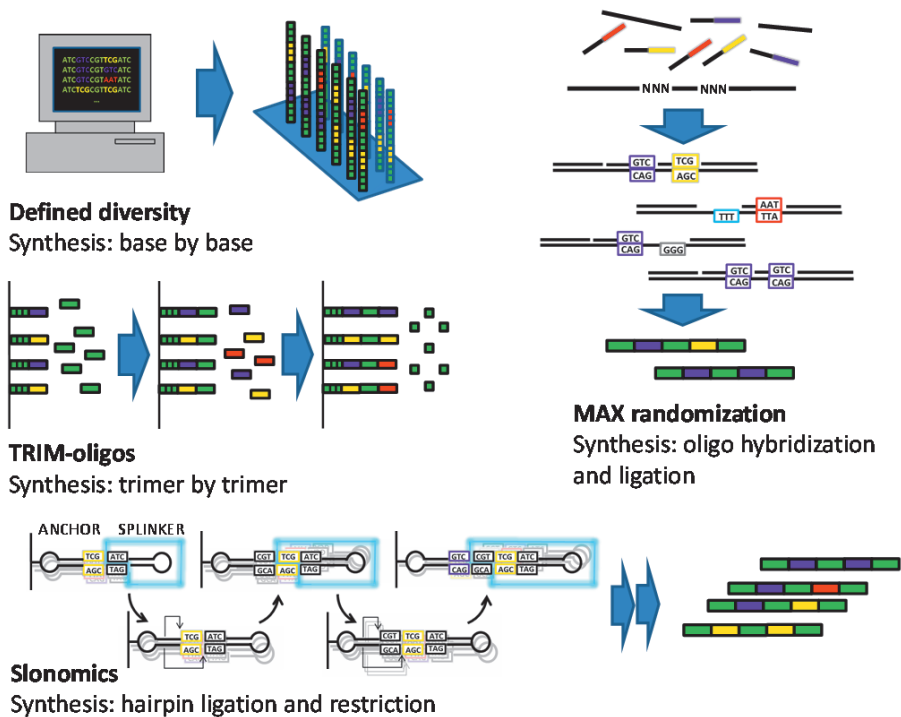 ATCGTCCGTTCGATC
ATCGTCCGTGTCATC
ATCGTCCGTAATATC
ATCTCGCGTTCGATC
...
Defined diversity
Synthesis: base by base
TRIM-oligos
Synthesis: trimer by trimer
NNN NNN
GTC TCG
CAG AGC
AAT
TTT TTA
GTC
CAG GGG
GTC GTC
CAG CAG
MAX randomization
Synthesis: oligo hybridization
and ligation
ANCHOR SPLINKER
TCG ATC
AGC TAG
CGT TCG ATC
GCA AGC TAG
GTC CGT TCG ATC
CAG GCA AGC TAG
TCG ATC
AGC TAG
CGT TCG ATC
GCA AGC TAG
Slonomics
Synthesis: hairpin ligation and restriction